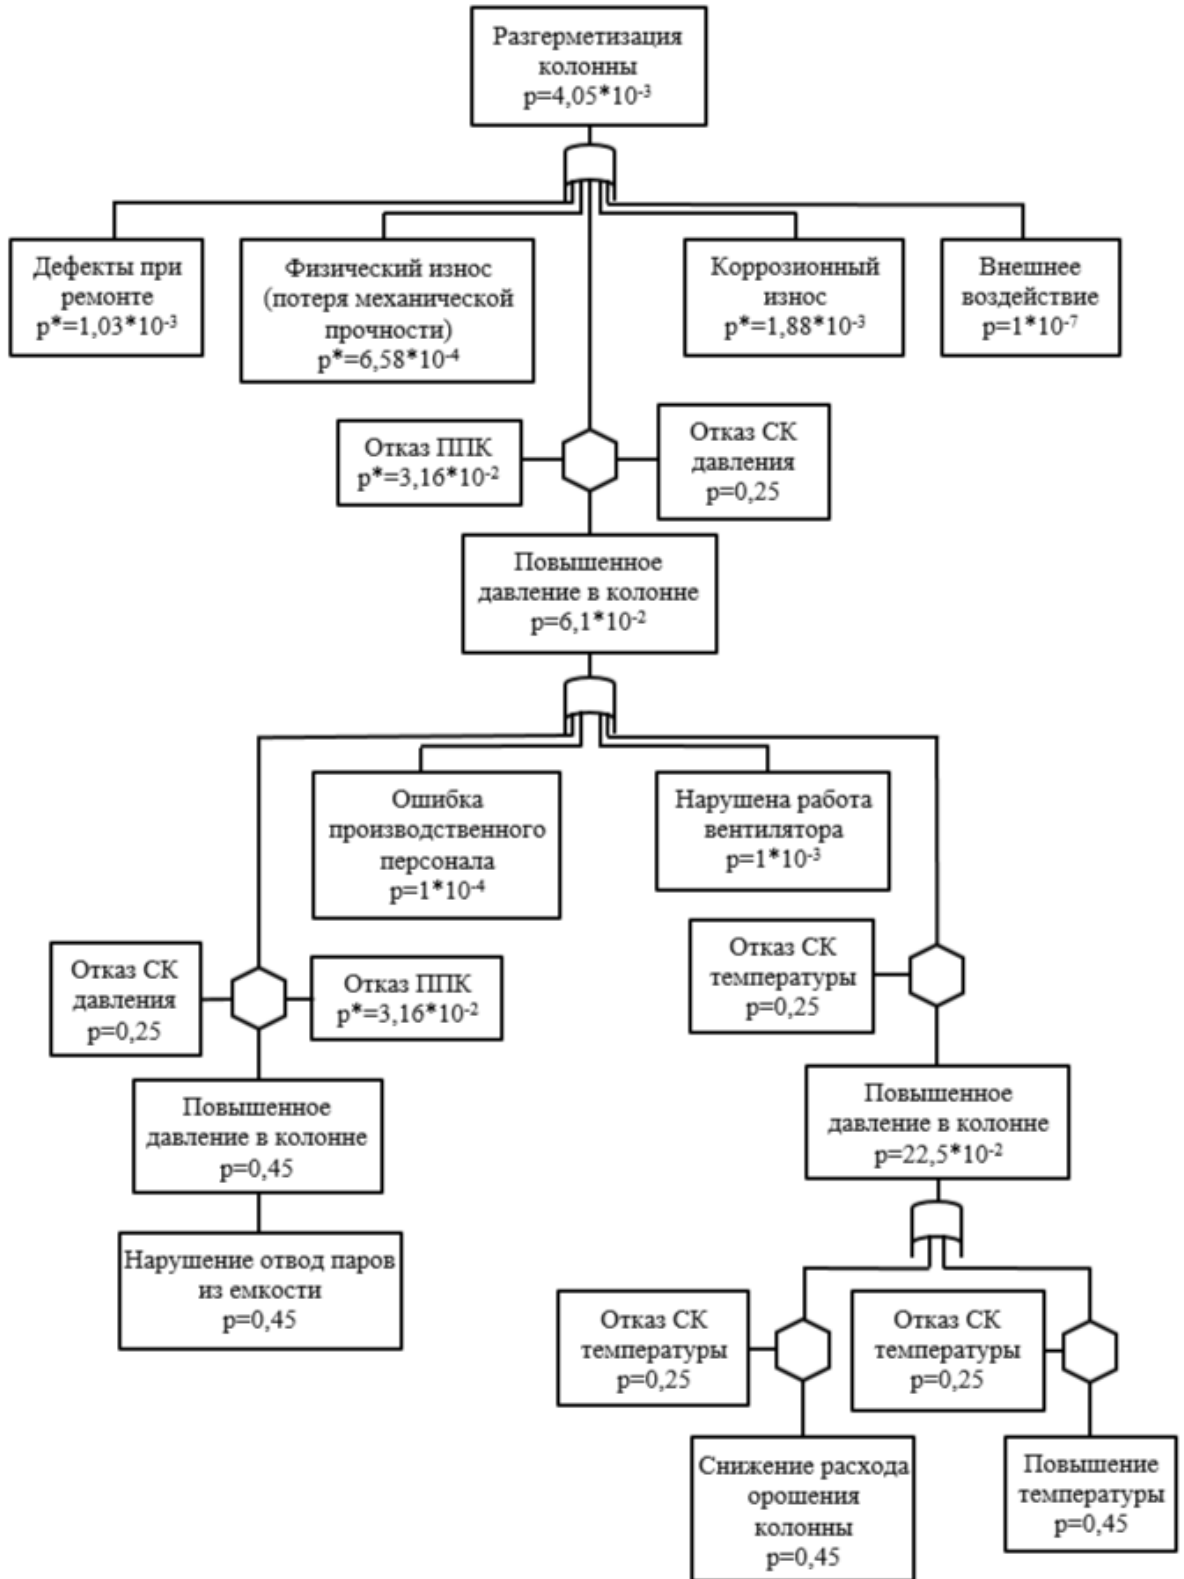 Разгерметизация
колонны
p=4,05*10⁻³
Дефекты при
ремонте
p*=1,03*10⁻³
Физический износ
(потеря механической
прочности)
p*=6,58*10⁻⁴
Коррозионный
износ
p*=1,88*10⁻³
Внешнее
воздействие
p=1*10⁻⁷
Отказ ППК
p*=3,16*10⁻²
Отказ СК
давления
p=0,25
Повышенное
давление в колонне
p=6,1*10⁻²
Ошибка
производственного
персонала
p=1*10⁻⁴
Нарушена работа
вентилятора
p=1*10⁻³
Отказ СК
давления
p=0,25
Отказ ППК
p*=3,16*10⁻²
Отказ СК
температуры
p=0,25
Повышенное
давление в колонне
p=0,45
Повышенное
давление в колонне
p=22,5*10⁻²
Нарушение отвод паров
из емкости
p=0,45
Отказ СК
температуры
p=0,25
Отказ СК
температуры
p=0,25
Снижение расхода
орошения
колонны
p=0,45
Повышение
температуры
p=0,45